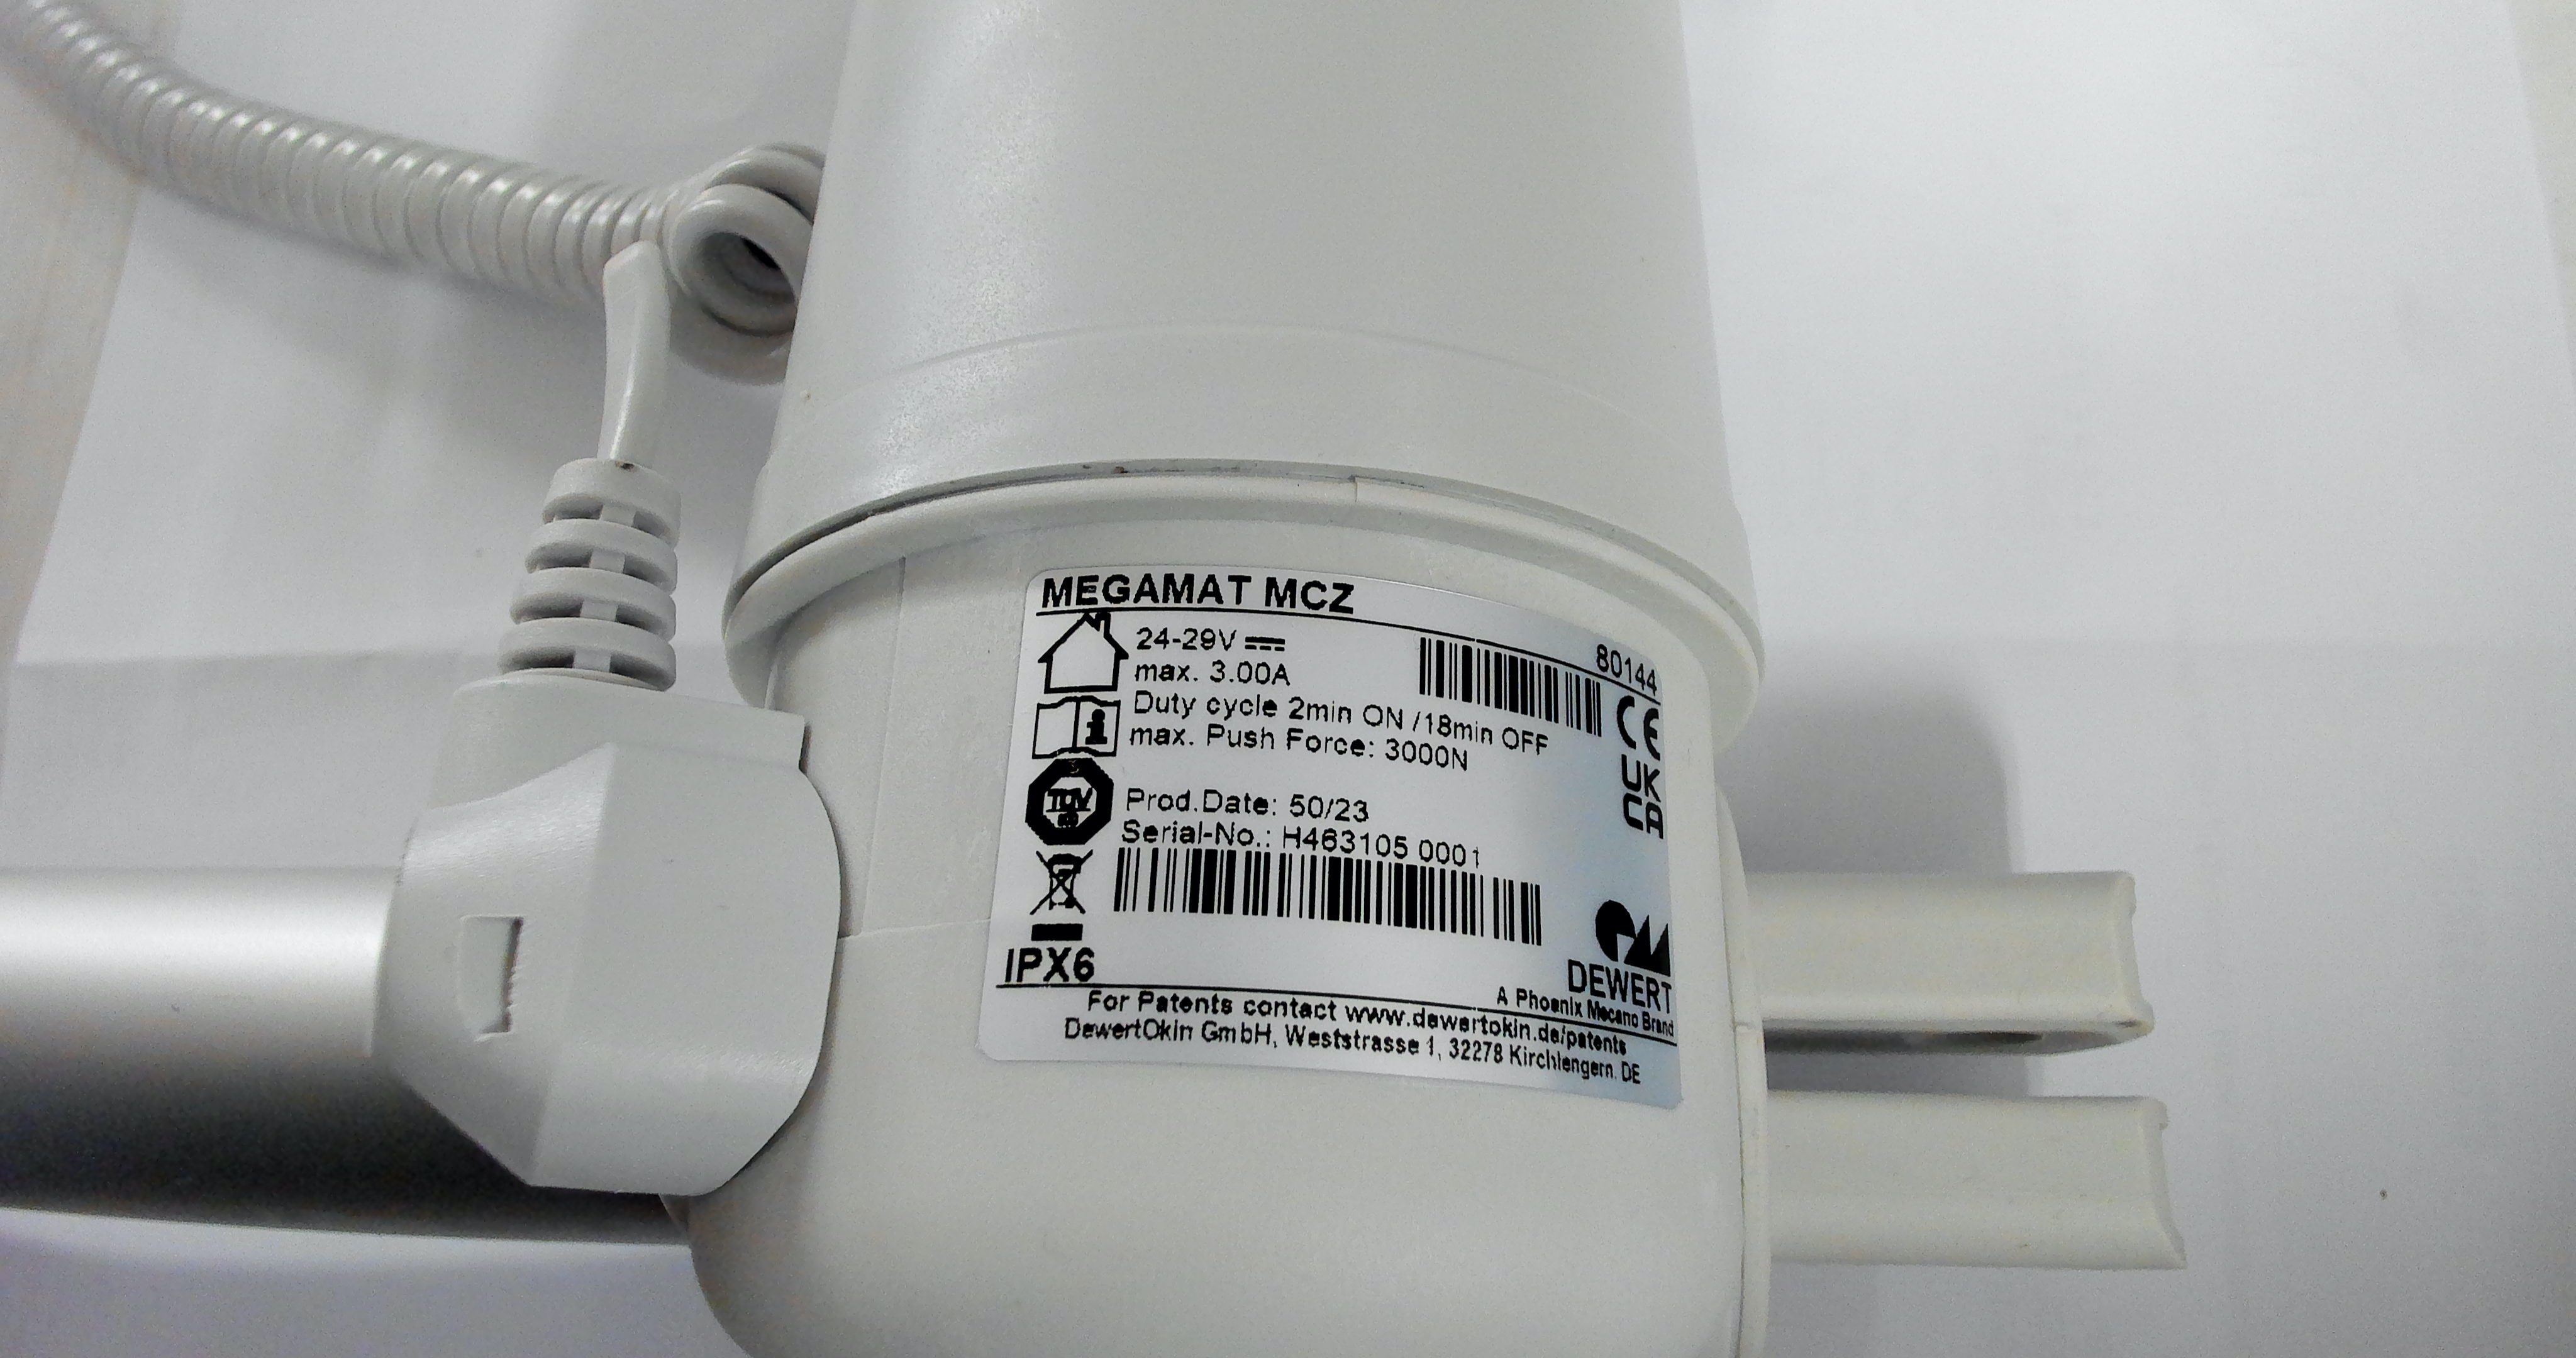 MEGAMAT MCZ
80144
24-29V
max. 3.00A
Duty cycle 2min ON /18min OFF
max. Push Force: 3000N
CE
UK
CA
TÜV
Prod.Date: 50/23
Serial-No.: H463105 0001
IPX6
DEWERT
A Phoenix Mecano Brand
For Patents contact www.dewertokin.de/patents
DewertOkin GmbH, Weststrasse 1, 32278 Kirchlengern. DE